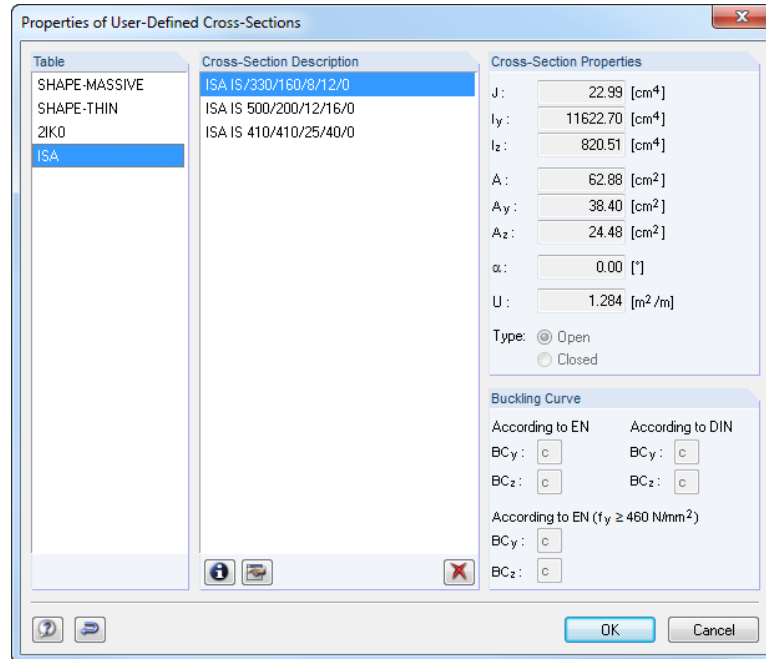 Properties of User-Defined Cross-Sections
Table
SHAPE-MASSIVE
SHAPE-THIN
2IK0
ISA
Cross-Section Description
ISA IS/330/160/8/12/0
ISA IS 500/200/12/16/0
ISA IS 410/410/25/40/0
Cross-Section Properties
J : 22.99 [cm⁴]
Iy : 11622.70 [cm⁴]
Iz : 820.51 [cm⁴]
A : 62.88 [cm²]
Ay : 38.40 [cm²]
Az : 24.48 [cm²]
α : 0.00 [°]
U : 1.284 [m²/m]
Type: Open
Closed
Buckling Curve
According to EN According to DIN
BCy : c BCy : c
BCz : c BCz : c
According to EN (fy ≥ 460 N/mm²)
BCy : c
BCz : c
OK Cancel